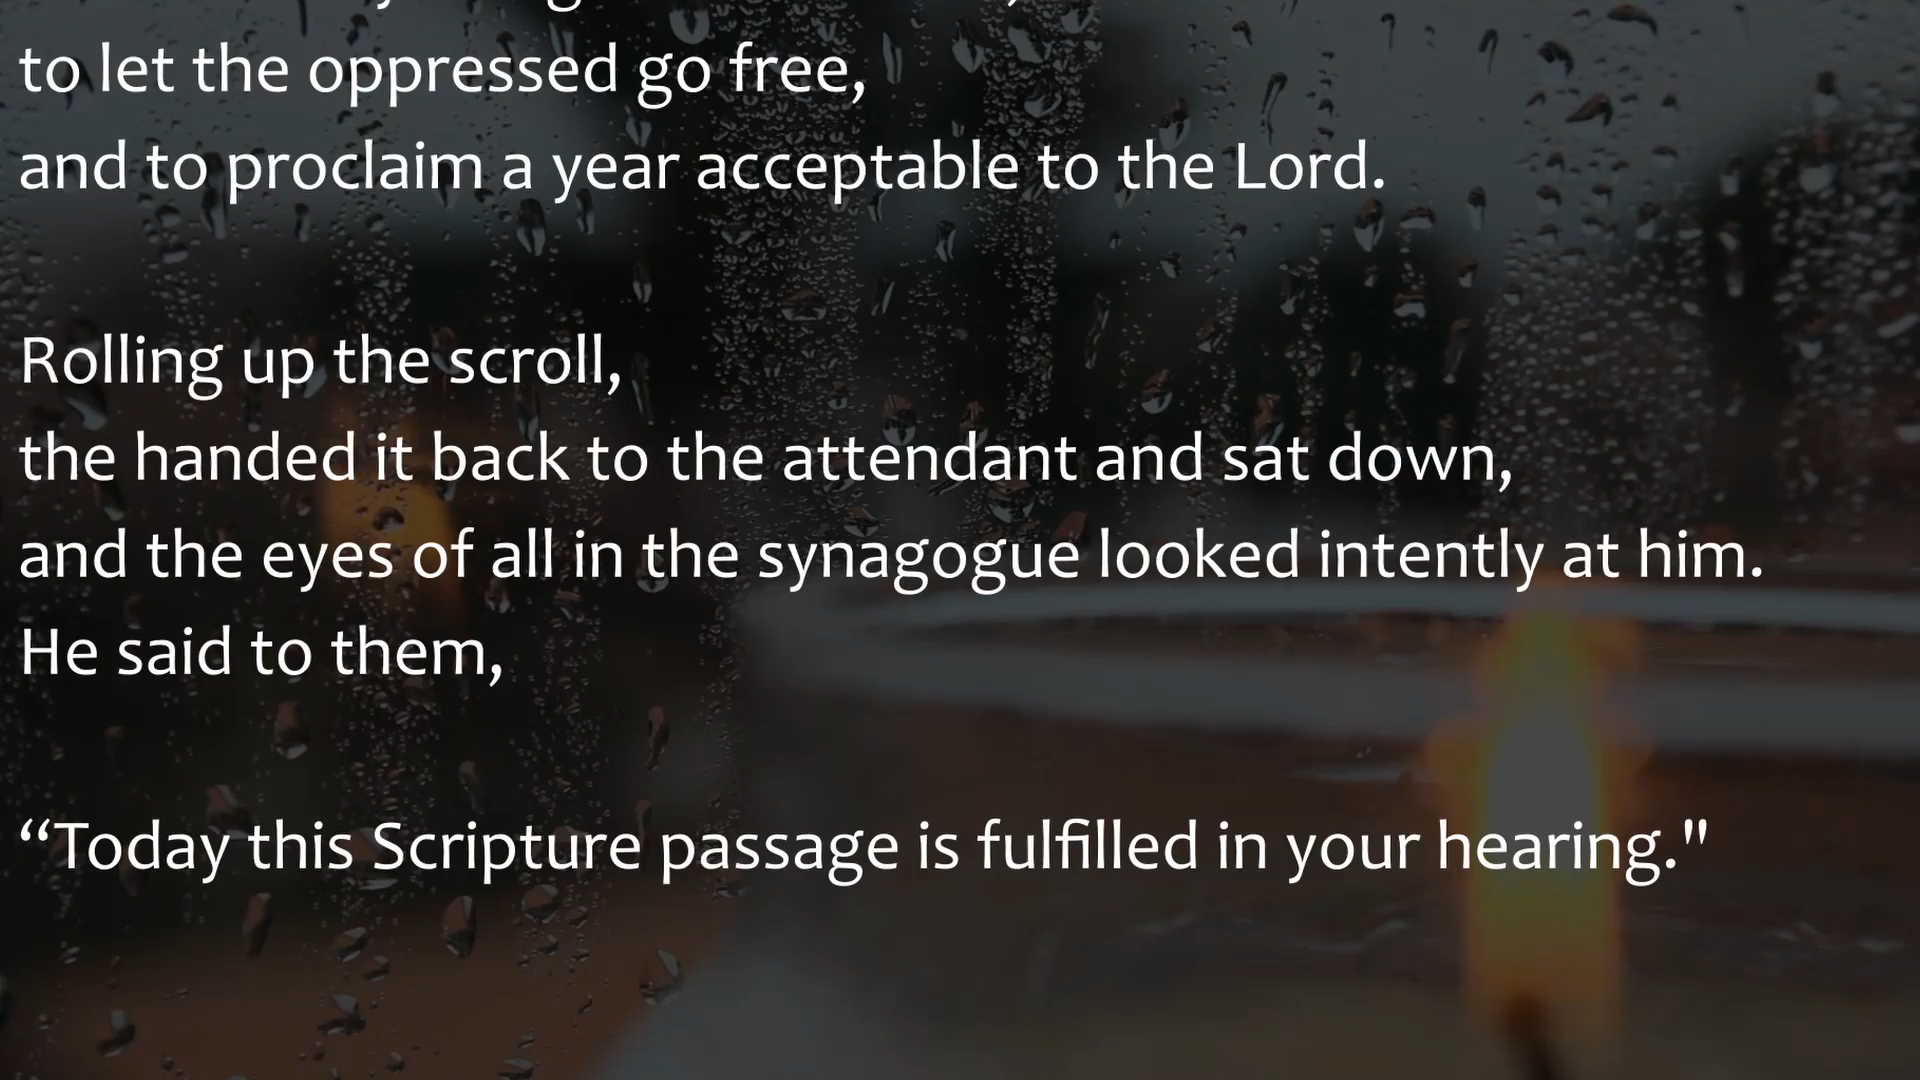 to let the oppressed go free,
and to proclaim a year acceptable to the Lord.
Rolling up the scroll,
the handed it back to the attendant and sat down,
and the eyes of all in the synagogue looked intently at him.
He said to them,
“Today this Scripture passage is fulfilled in your hearing."